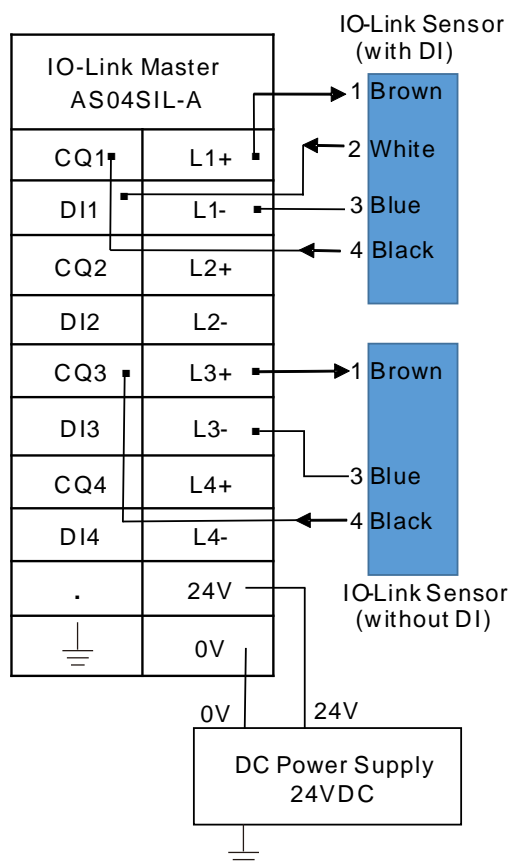 IO-Link Sensor
(with DI)
IO-Link Master
AS04SIL-A
1 Brown
CQ1 L1+
2 White
DI1 L1-
3 Blue
4 Black
CQ2 L2+
DI2 L2-
CQ3 L3+
1 Brown
DI3 L3-
3 Blue
CQ4 L4+
4 Black
DI4 L4-
. 24V
IO-Link Sensor
(without DI)
0V
0V 24V
DC Power Supply
24VDC